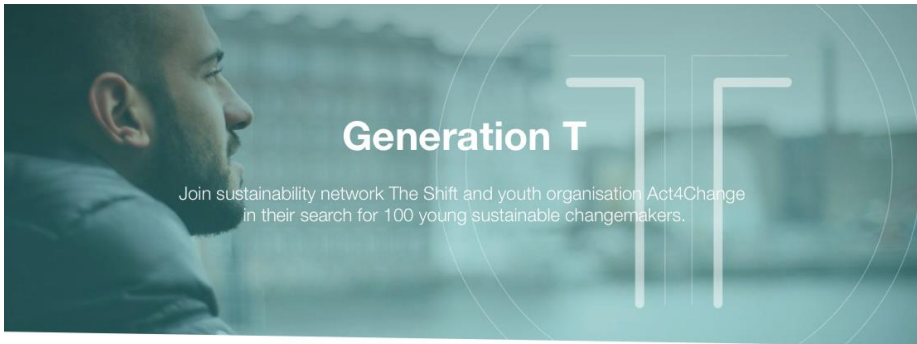 Generation T
Join sustainability network The Shift and youth organisation Act4Change
in their search for 100 young sustainable changemakers.